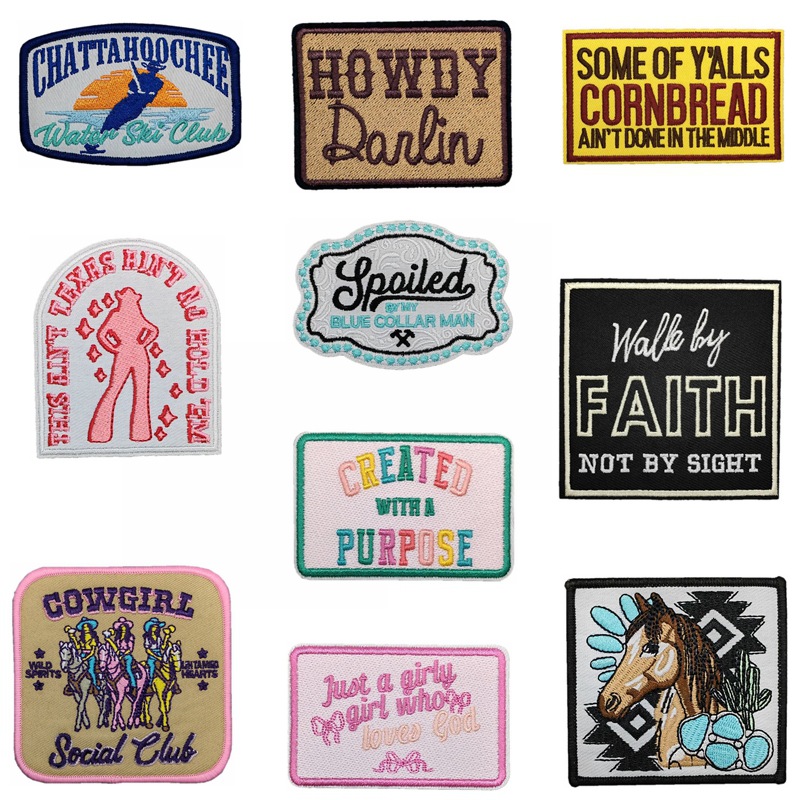 CHATTAHOOCHEE
Water Ski Club
HOWDY
Darlin
SOME OF Y'ALLS
CORNBREAD
AIN'T DONE IN THE MIDDLE
THIS AIN'T TEXAS AIN'T NO HOLD 'EM
Spoiled
BY MY
BLUE COLLAR MAN
Walk by
FAITH
NOT BY SIGHT
CREATED
WITH A
PURPOSE
COWGIRL
WILD
SPIRITS
UNTAMED
HEARTS
Social Club
Just a girly
girl who
loves God